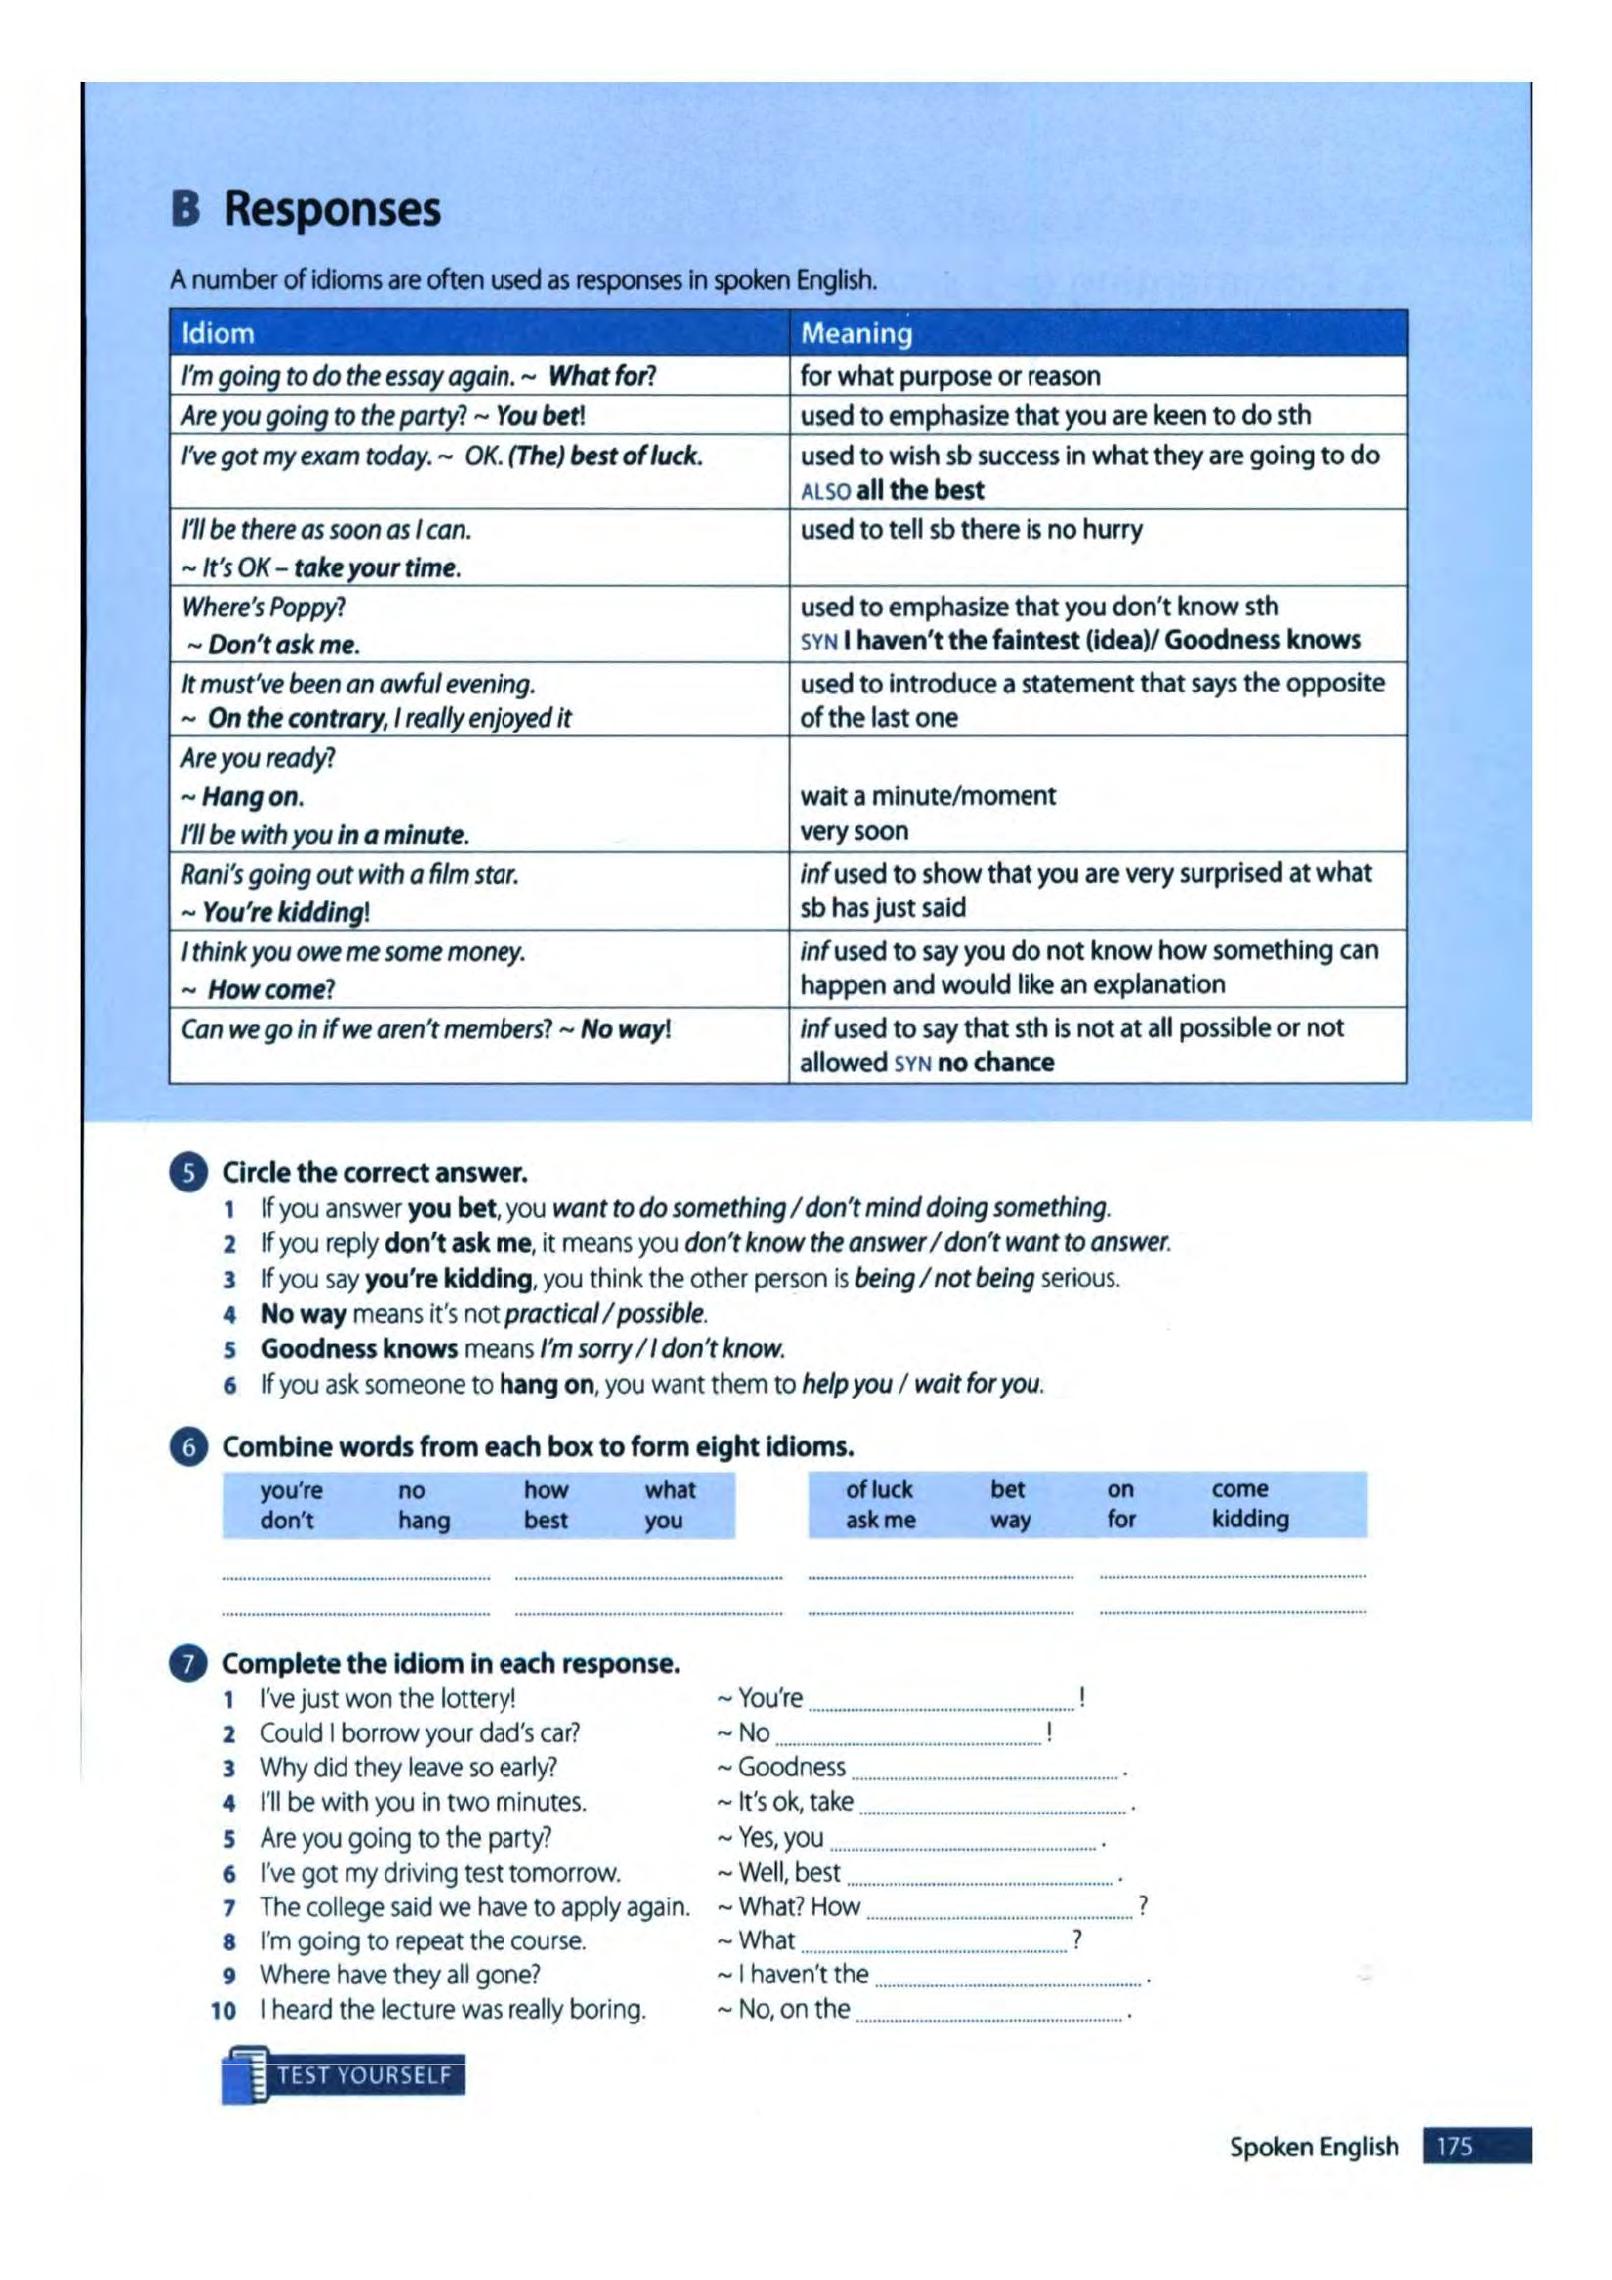 B Responses
A number of idioms are often used as responses in spoken English.
Idiom Meaning
I'm going to do the essay again. ~ What for? for what purpose or reason
Are you going to the party? ~ You bet! used to emphasize that you are keen to do sth
I've got my exam today. ~ OK. (The) best of luck. used to wish sb success in what they are going to do
ALSO all the best
I'll be there as soon as I can. used to tell sb there is no hurry
~ It's OK – take your time.
Where's Poppy? used to emphasize that you don't know sth
~ Don't ask me. SYN I haven't the faintest (idea)/ Goodness knows
It must've been an awful evening. used to introduce a statement that says the opposite
~ On the contrary, I really enjoyed it of the last one
Are you ready?
~ Hang on. wait a minute/moment
I'll be with you in a minute. very soon
Rani's going out with a film star. inf used to show that you are very surprised at what
~ You're kidding! sb has just said
I think you owe me some money. inf used to say you do not know how something can
~ How come? happen and would like an explanation
Can we go in if we aren't members? ~ No way! inf used to say that sth is not at all possible or not
allowed SYN no chance
5 Circle the correct answer.
1 If you answer you bet, you want to do something / don't mind doing something.
2 If you reply don't ask me, it means you don't know the answer / don't want to answer.
3 If you say you're kidding, you think the other person is being / not being serious.
4 No way means it's not practical / possible.
5 Goodness knows means I'm sorry / I don't know.
6 If you ask someone to hang on, you want them to help you / wait for you.
6 Combine words from each box to form eight idioms.
you're no how what of luck bet on come
don't hang best you ask me way for kidding
7 Complete the idiom in each response.
1 I've just won the lottery! ~ You're ........ !
2 Could I borrow your dad's car? ~ No ........ !
3 Why did they leave so early? ~ Goodness ........ .
4 I'll be with you in two minutes. ~ It's ok, take ........ .
5 Are you going to the party? ~ Yes, you ........ .
6 I've got my driving test tomorrow. ~ Well, best ........ .
7 The college said we have to apply again. ~ What? How ........ ?
8 I'm going to repeat the course. ~ What ........ ?
9 Where have they all gone? ~ I haven't the ........ .
10 I heard the lecture was really boring. ~ No, on the ........ .
TEST YOURSELF
Spoken English 175